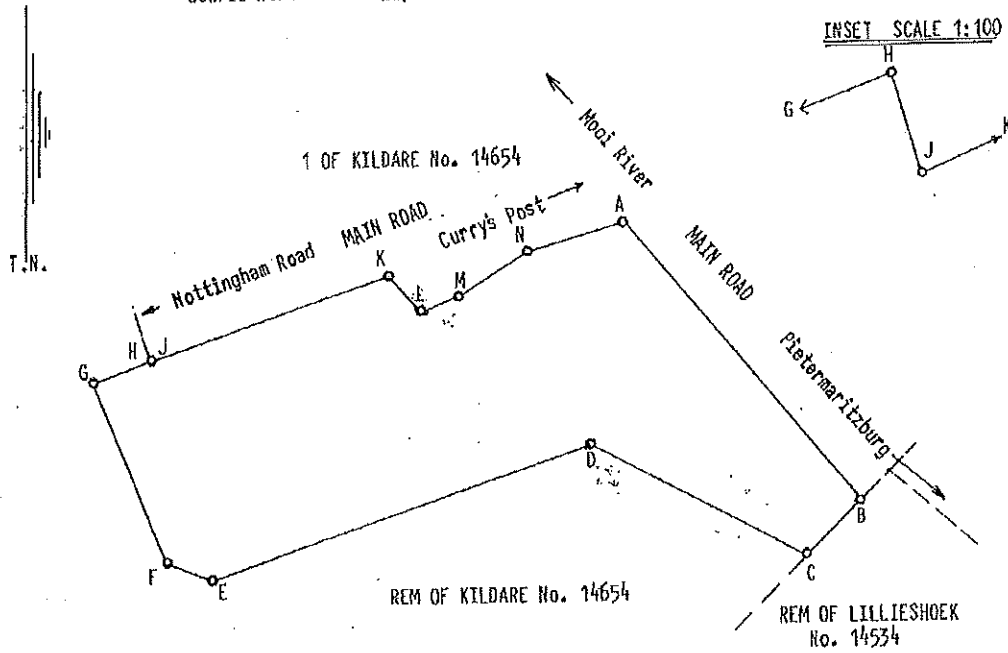 INSET SCALE 1:100
H
G
K
J
Mooi River
1 OF KILDARE No. 14654
Curry's Post
A
N
MAIN ROAD
Nottingham Road MAIN ROAD
K
T.N.
L
M
H J
G
Pietermaritzburg
D
B
F
E
C
REM OF KILDARE No. 14654
REM OF LILLIESHOEK
No. 14534